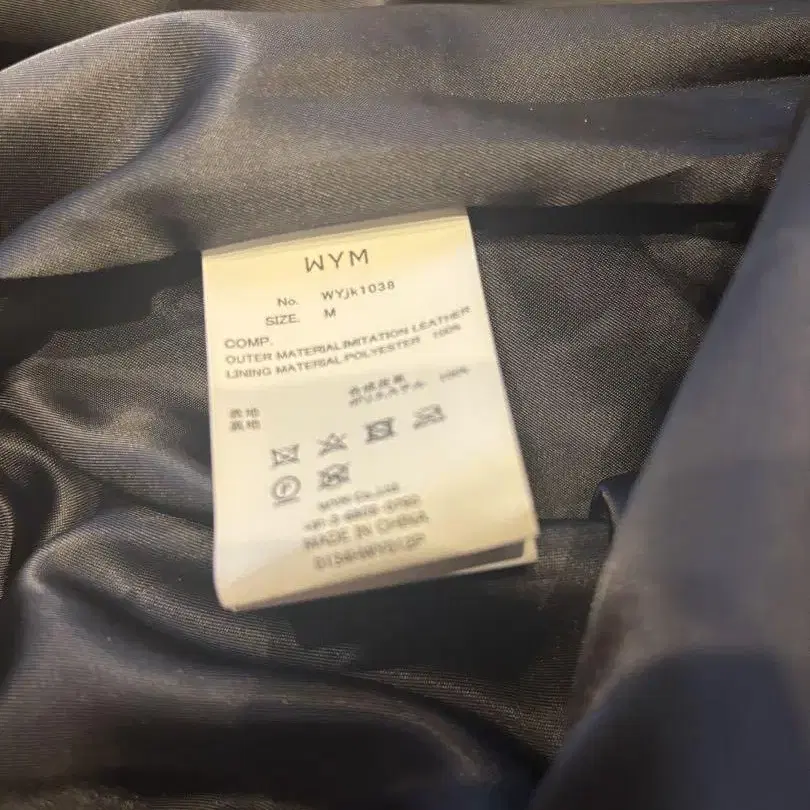 WYM
No. WYjk1038
SIZE. M
COMP.
OUTER MATERIAL.IMITATION LEATHER
LINING MATERIAL.POLYESTER 100%
合成皮革
表地 ポリエステル 100%
裏地
MADE IN CHINA